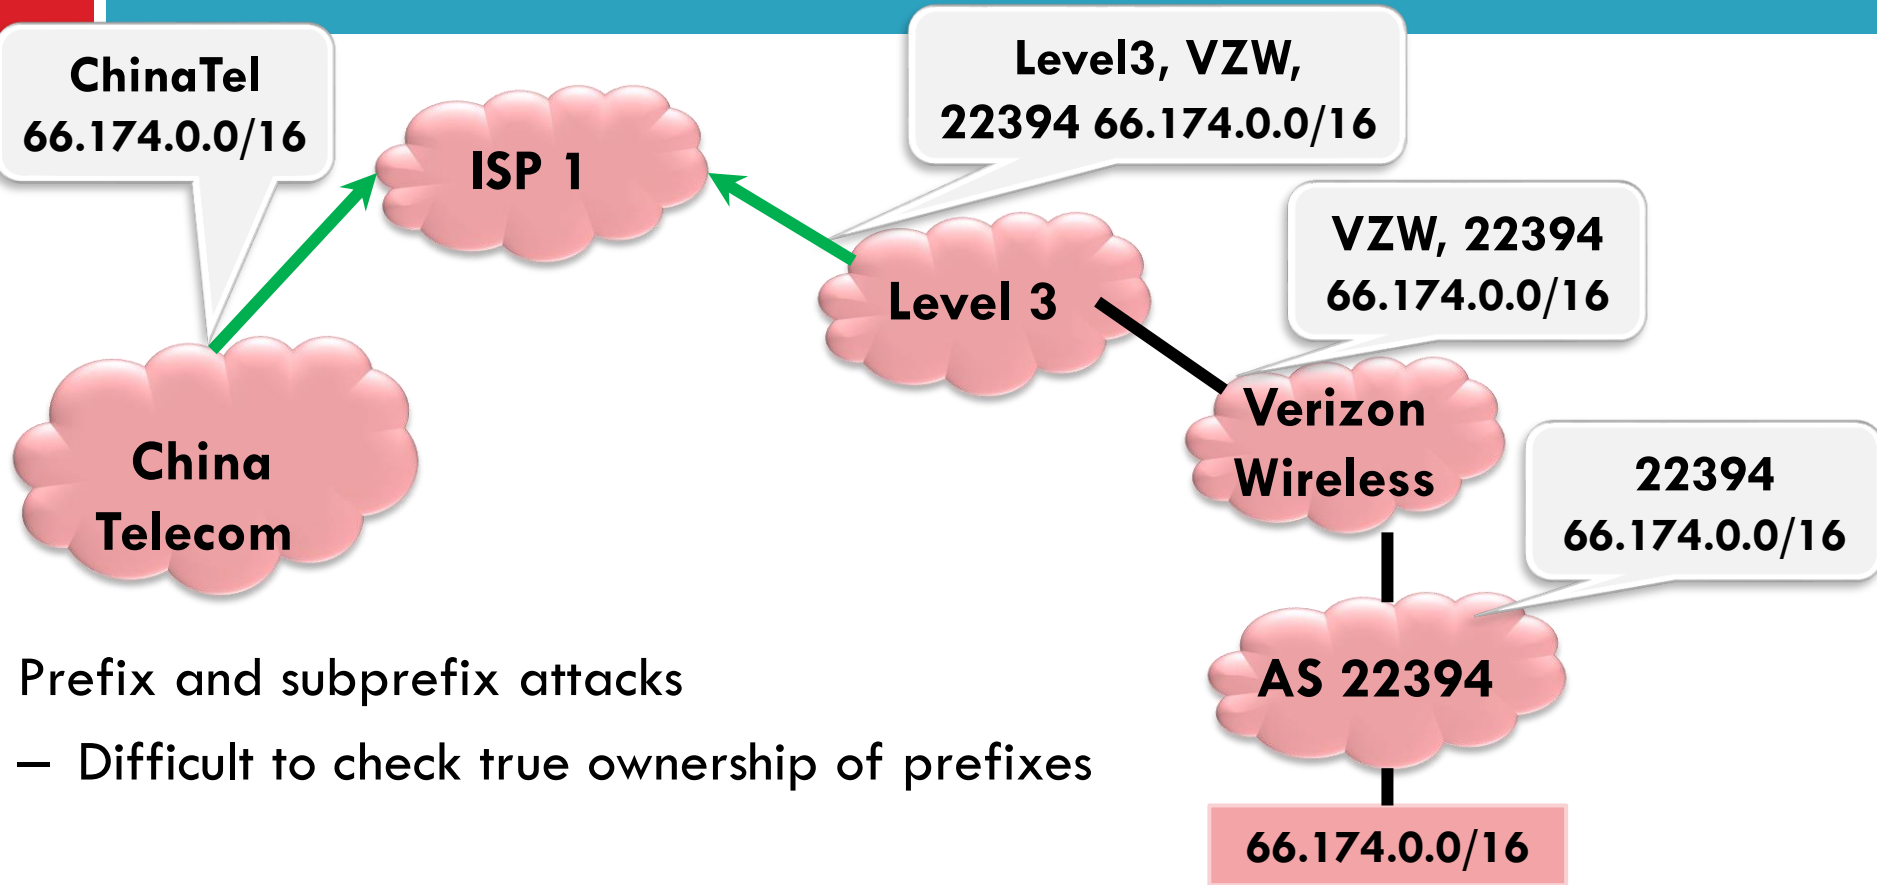 ChinaTel
66.174.0.0/16
ISP 1
Level3, VZW,
22394 66.174.0.0/16
Level 3
VZW, 22394
66.174.0.0/16
China
Telecom
Verizon
Wireless
22394
66.174.0.0/16
AS 22394
Prefix and subprefix attacks
– Difficult to check true ownership of prefixes
66.174.0.0/16